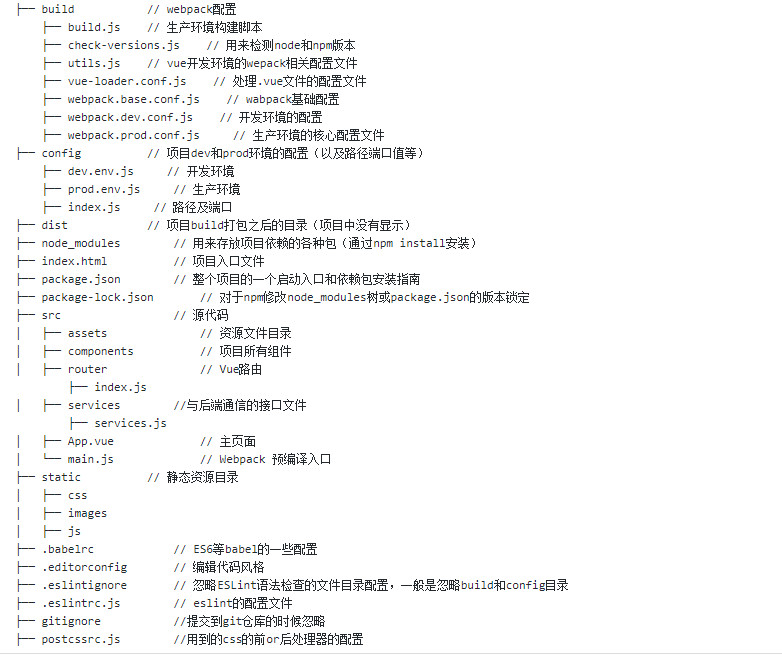 ├── build // webpack配置
├── build.js // 生产环境构建脚本
├── check-versions.js // 用来检测node和npm版本
├── utils.js // vue开发环境的wepack相关配置文件
├── vue-loader.conf.js // 处理.vue文件的配置文件
├── webpack.base.conf.js // wabpack基础配置
├── webpack.dev.conf.js // 开发环境的配置
├── webpack.prod.conf.js // 生产环境的核心配置文件
├── config // 项目dev和prod环境的配置（以及路径端口值等）
├── dev.env.js // 开发环境
├── prod.env.js // 生产环境
├── index.js // 路径及端口
├── dist // 项目build打包之后的目录（项目中没有显示）
├── node_modules // 用来存放项目依赖的各种包（通过npm install安装）
├── index.html // 项目入口文件
├── package.json // 整个项目的一个启动入口和依赖包安装指南
├── package-lock.json // 对于npm修改node_modules树或package.json的版本锁定
├── src // 源代码
│ ├── assets // 资源文件目录
│ ├── components // 项目所有组件
│ ├── router // Vue路由
├── index.js
│ ├── services //与后端通信的接口文件
├── services.js
│ ├── App.vue // 主页面
│ └── main.js // Webpack 预编译入口
├── static // 静态资源目录
│ ├── css
│ ├── images
│ ├── js
├── .babelrc // ES6等babel的一些配置
├── .editorconfig // 编辑代码风格
├── .eslintignore // 忽略ESLint语法检查的文件目录配置，一般是忽略build和config目录
├── .eslintrc.js // eslint的配置文件
├── gitignore //提交到git仓库的时候忽略
├── postcssrc.js //用到的css的前or后处理器的配置